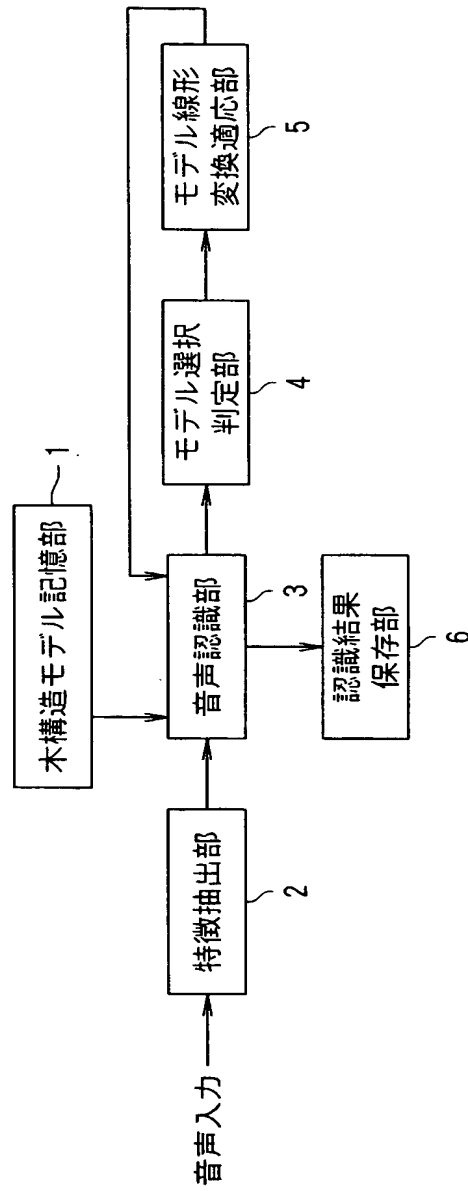 木構造モデル記憶部
1
音声入力
特徴抽出部
2
音声認識部
3
モデル選択
判定部
4
モデル線形
変換適応部
5
認識結果
保存部
6